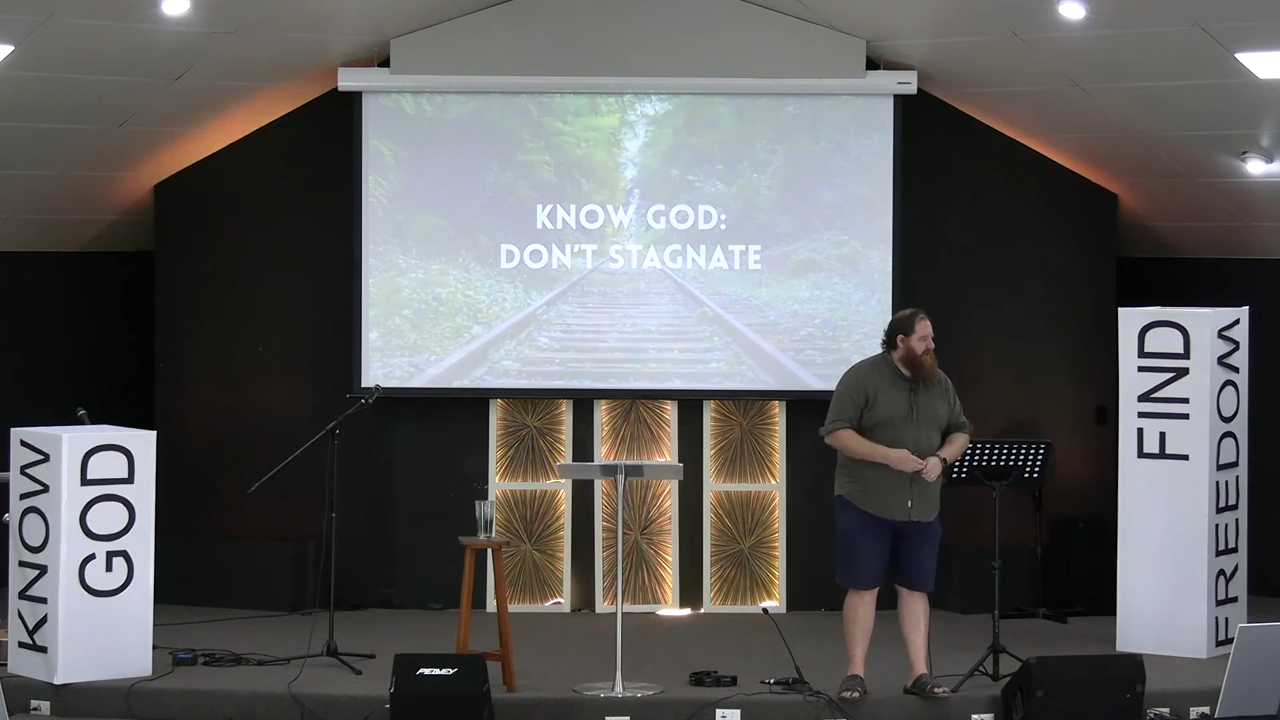 KNOW GOD:
DON'T STAGNATE
KNOW
GOD
FIND
FREEDOM
PEAVEY